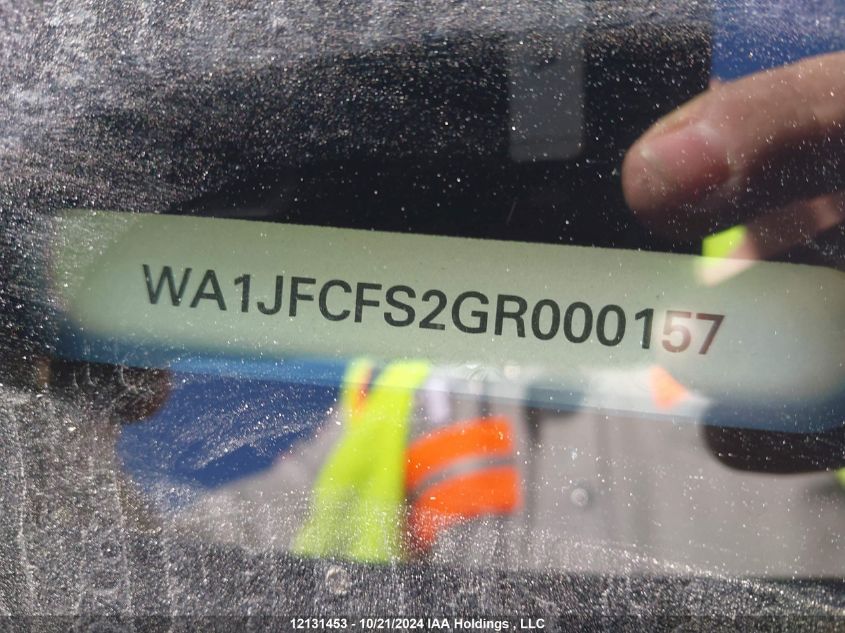 WA1JFCFS2GR000157
12131453 - 10/21/2024 IAA Holdings , LLC